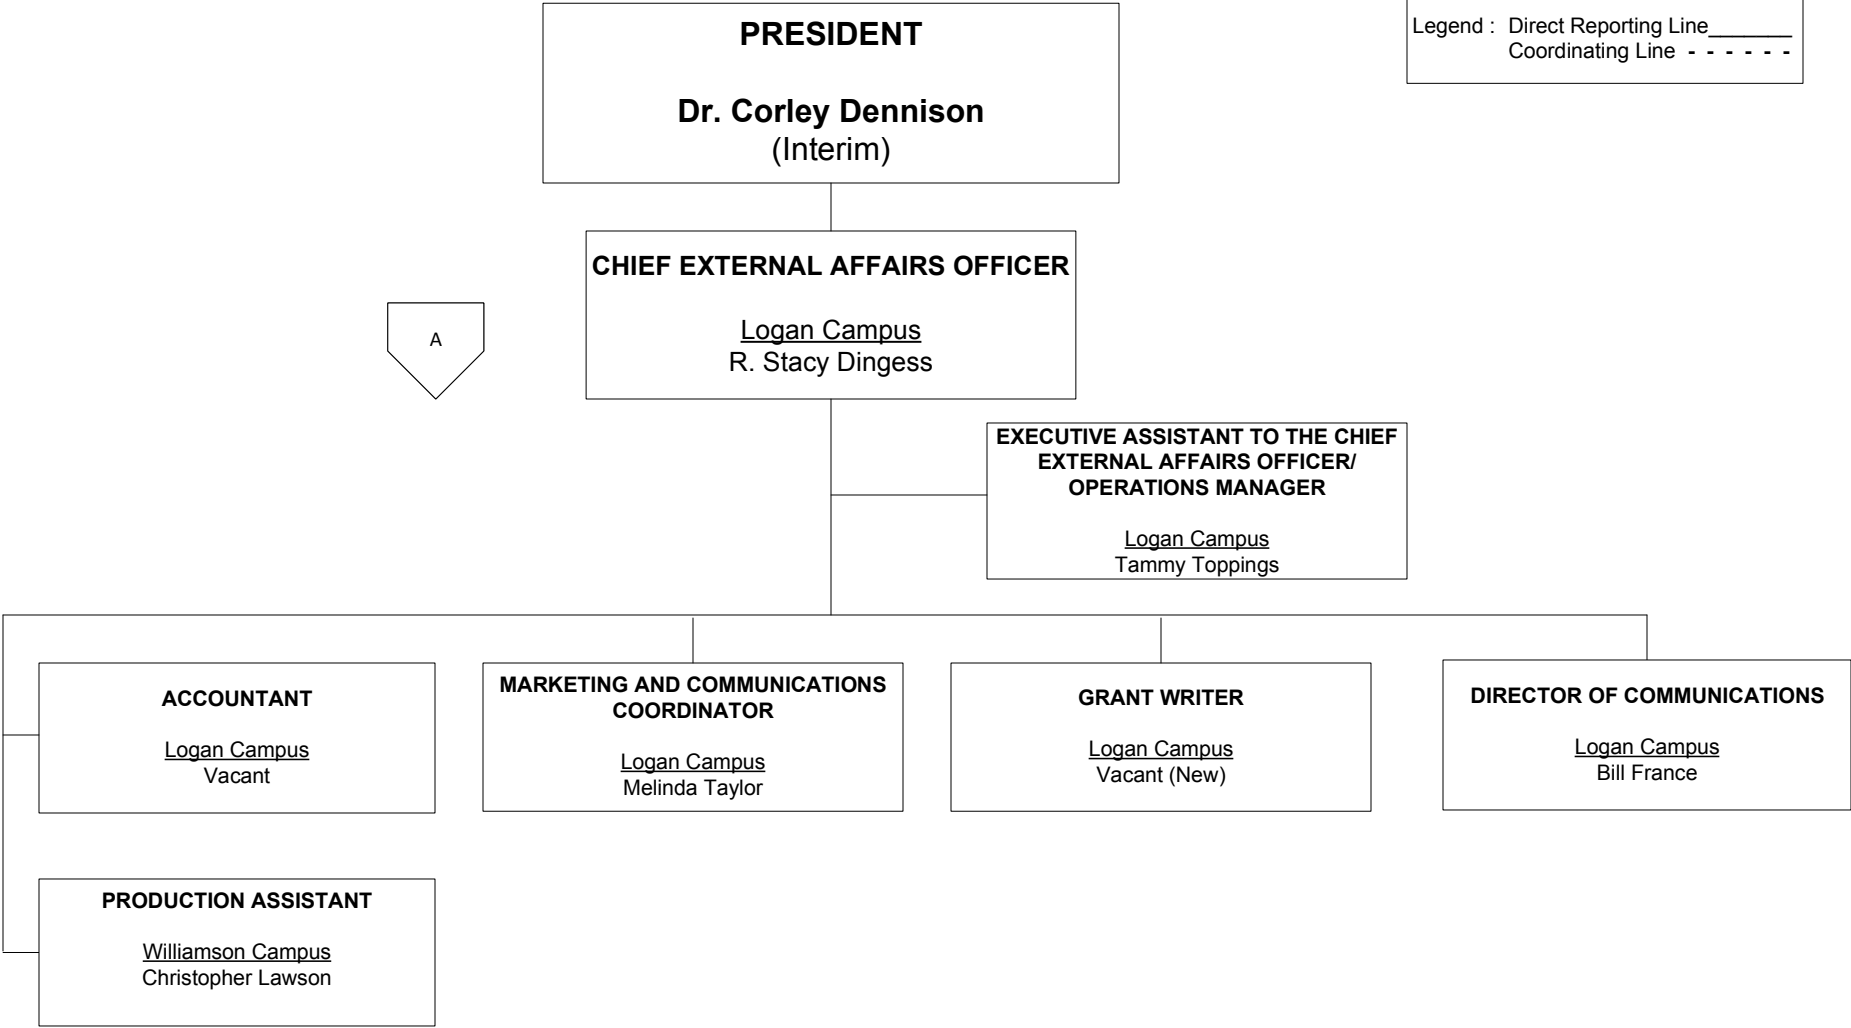 PRESIDENT
Dr. Corley Dennison
(Interim)
Legend : Direct Reporting Line_______
Coordinating Line - - - - - -
CHIEF EXTERNAL AFFAIRS OFFICER
Logan Campus
R. Stacy Dingess
A
EXECUTIVE ASSISTANT TO THE CHIEF
EXTERNAL AFFAIRS OFFICER/
OPERATIONS MANAGER
Logan Campus
Tammy Toppings
ACCOUNTANT
Logan Campus
Vacant
MARKETING AND COMMUNICATIONS
COORDINATOR
Logan Campus
Melinda Taylor
GRANT WRITER
Logan Campus
Vacant (New)
DIRECTOR OF COMMUNICATIONS
Logan Campus
Bill France
PRODUCTION ASSISTANT
Williamson Campus
Christopher Lawson